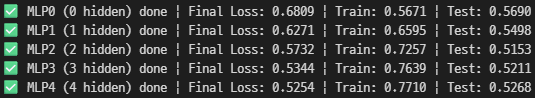 ✅ MLP0 (0 hidden) done ¦ Final Loss: 0.6809 ¦ Train: 0.5671 ¦ Test: 0.5690
✅ MLP1 (1 hidden) done ¦ Final Loss: 0.6271 ¦ Train: 0.6595 ¦ Test: 0.5498
✅ MLP2 (2 hidden) done ¦ Final Loss: 0.5732 ¦ Train: 0.7257 ¦ Test: 0.5153
✅ MLP3 (3 hidden) done ¦ Final Loss: 0.5344 ¦ Train: 0.7639 ¦ Test: 0.5211
✅ MLP4 (4 hidden) done ¦ Final Loss: 0.5254 ¦ Train: 0.7710 ¦ Test: 0.5268